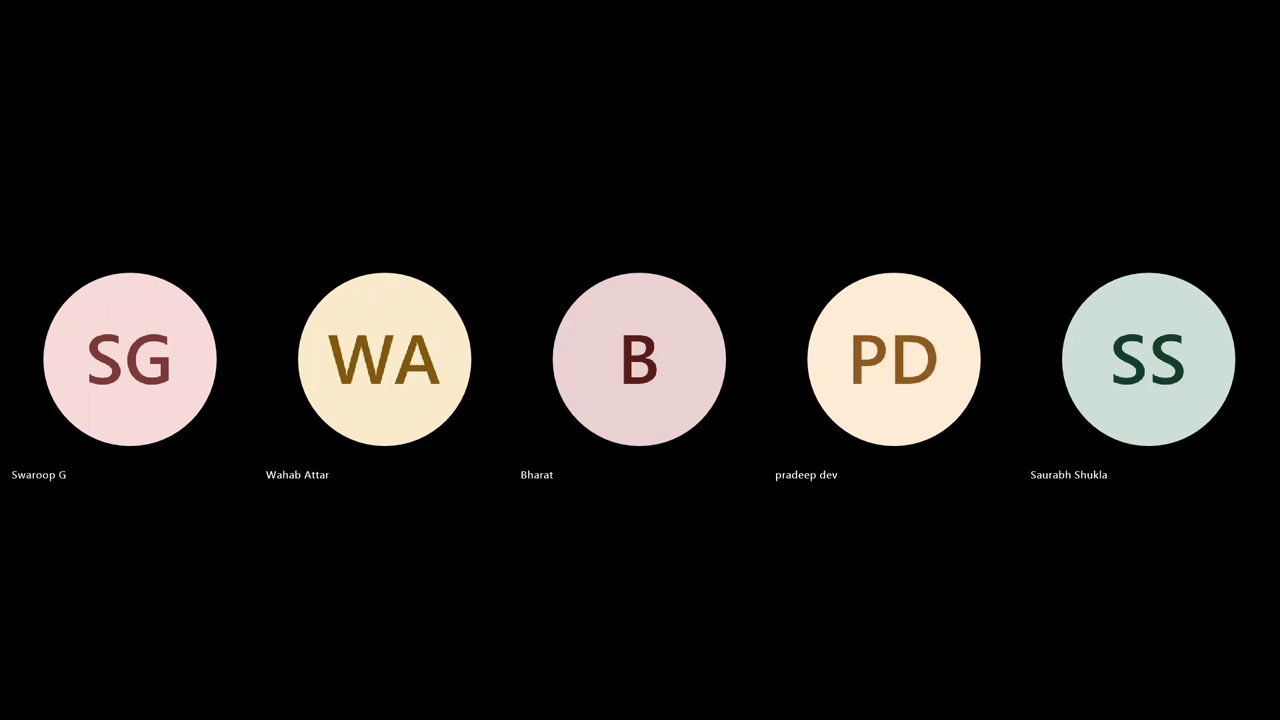 SG
WA
B
PD
SS
Swaroop G
Wahab Attar
Bharat
pradeep dev
Saurabh Shukla